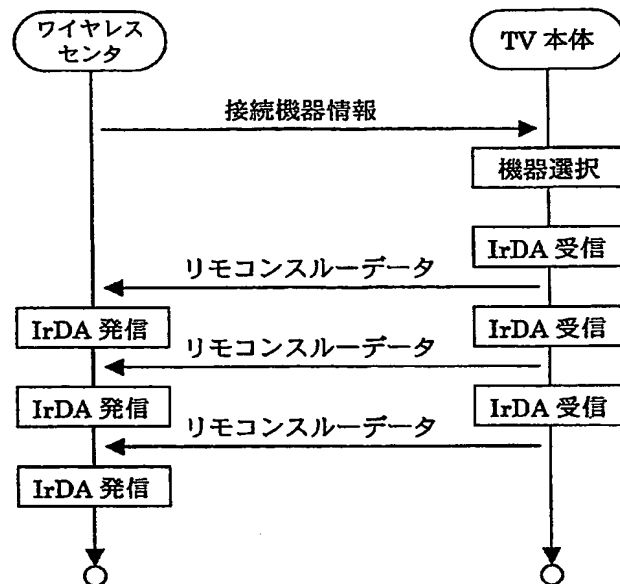 ワイヤレス
センタ
TV 本体
接続機器情報
機器選択
IrDA 受信
リモコンスルーデータ
IrDA 発信
IrDA 受信
リモコンスルーデータ
IrDA 発信
IrDA 受信
リモコンスルーデータ
IrDA 発信